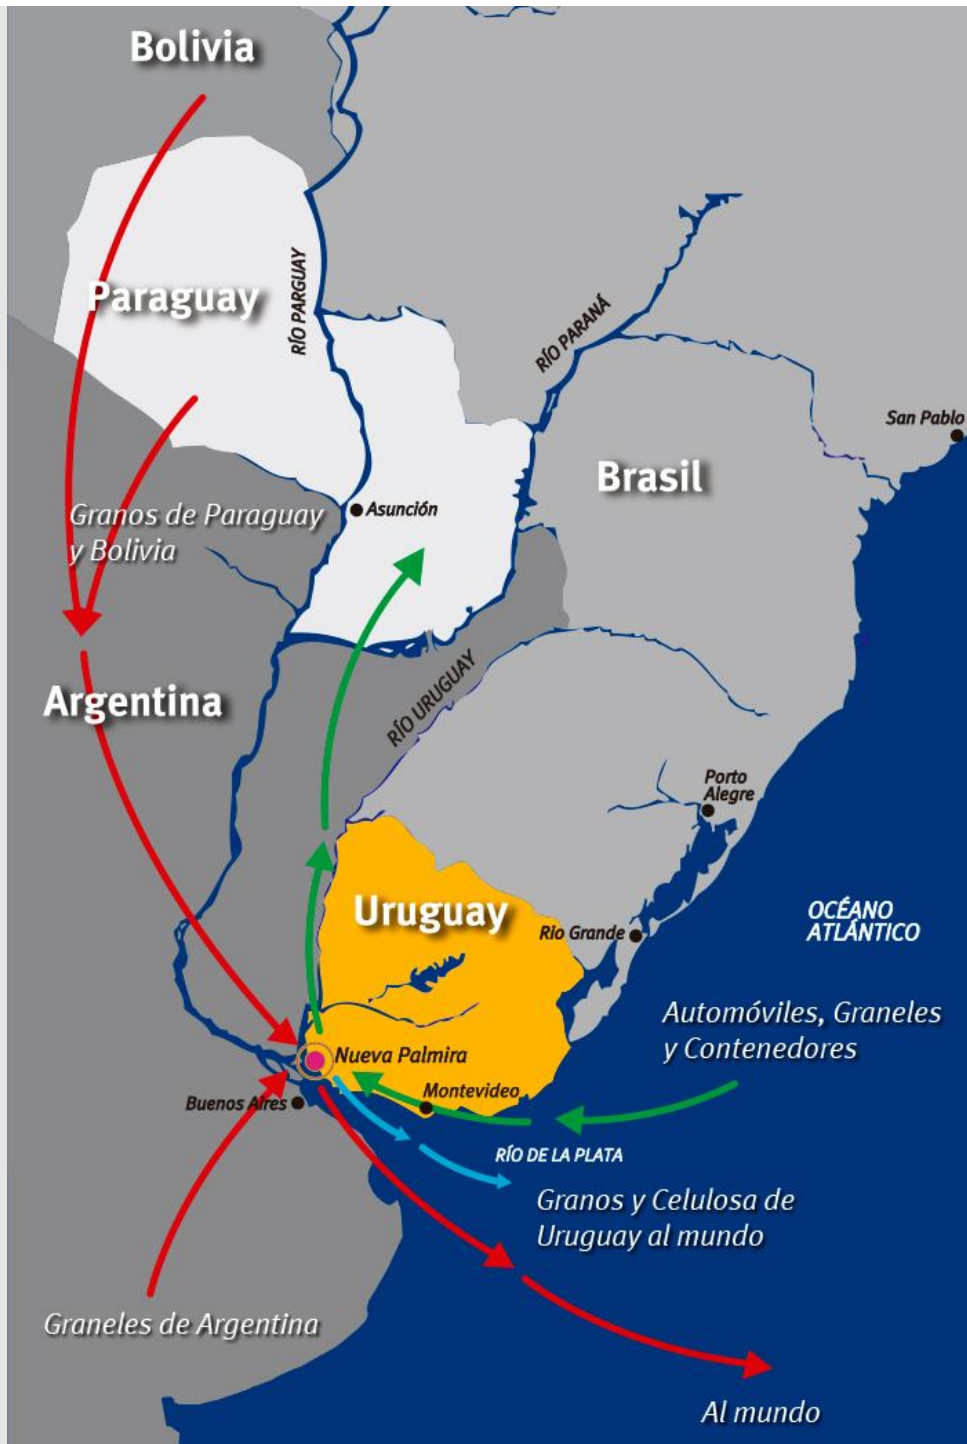 Bolivia
Paraguay
RÍO PARGUAY
RÍO PARANÁ
San Pablo
Brasil
Asunción
Granos de Paraguay
y Bolivia
RÍO URUGUAY
Argentina
Porto
Alegre
Uruguay
Rio Grande
OCÉANO
ATLÁNTICO
Automóviles, Graneles
y Contenedores
Nueva Palmira
Montevideo
Buenos Aires
RÍO DE LA PLATA
Granos y Celulosa de
Uruguay al mundo
Graneles de Argentina
Al mundo